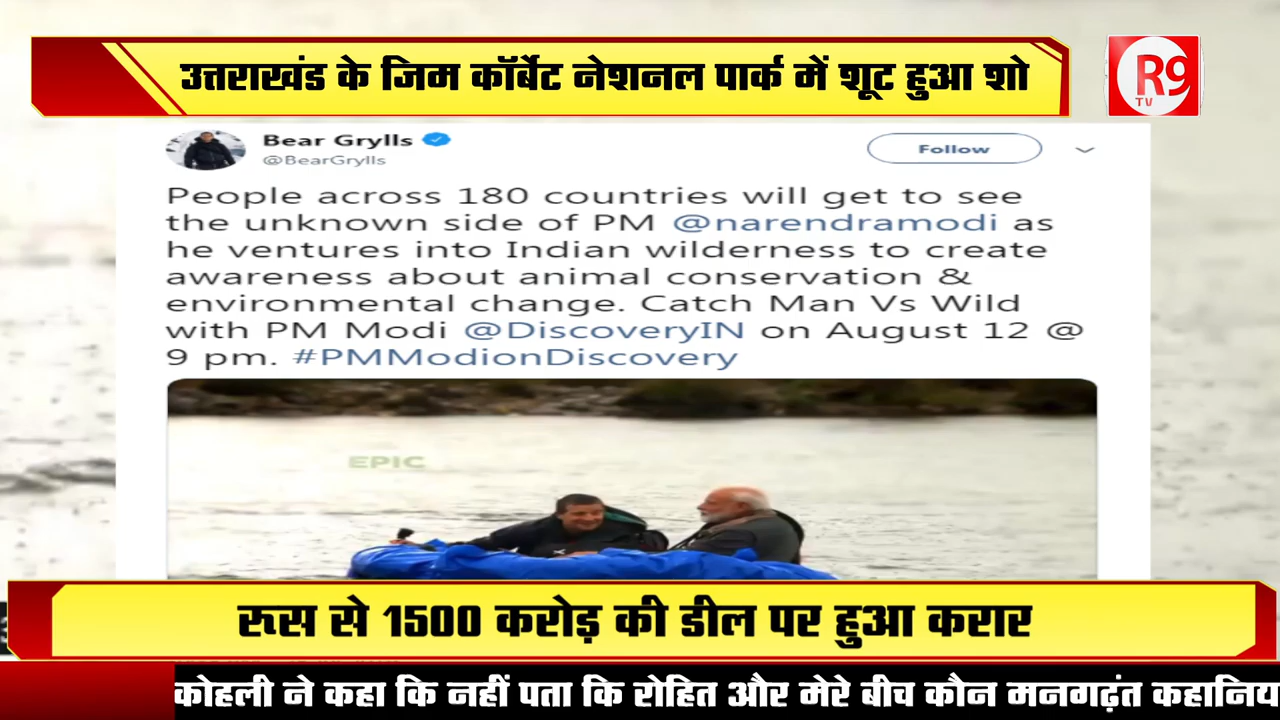 उत्तराखंड के जिम कॉर्बेट नेशनल पार्क में शूट हुआ शो
R9
TV
Bear Grylls
@BearGrylls
Follow
People across 180 countries will get to see
the unknown side of PM @narendramodi as
he ventures into Indian wilderness to create
awareness about animal conservation &
environmental change. Catch Man Vs Wild
with PM Modi @DiscoveryIN on August 12 @
9 pm. #PMModionDiscovery
EPIC
रूस से 1500 करोड़ की डील पर हुआ करार
कोहली ने कहा कि नहीं पता कि रोहित और मेरे बीच कौन मनगढ़ंत कहानिय